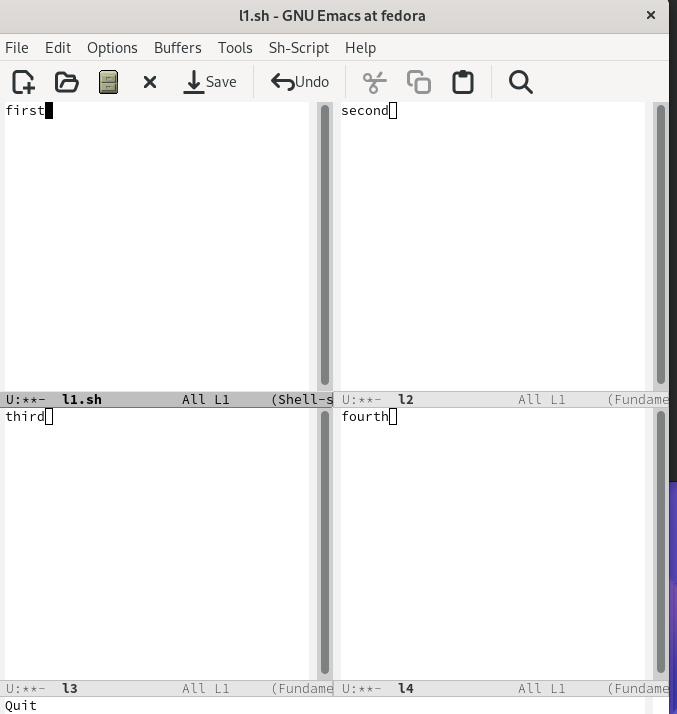 l1.sh - GNU Emacs at fedora
File Edit Options Buffers Tools Sh-Script Help
Save Undo
first
second
U:**- l1.sh All L1 (Shell-s
U:**- l2 All L1 (Fundame
third
fourth
U:**- l3 All L1 (Fundame
U:**- l4 All L1 (Fundame
Quit